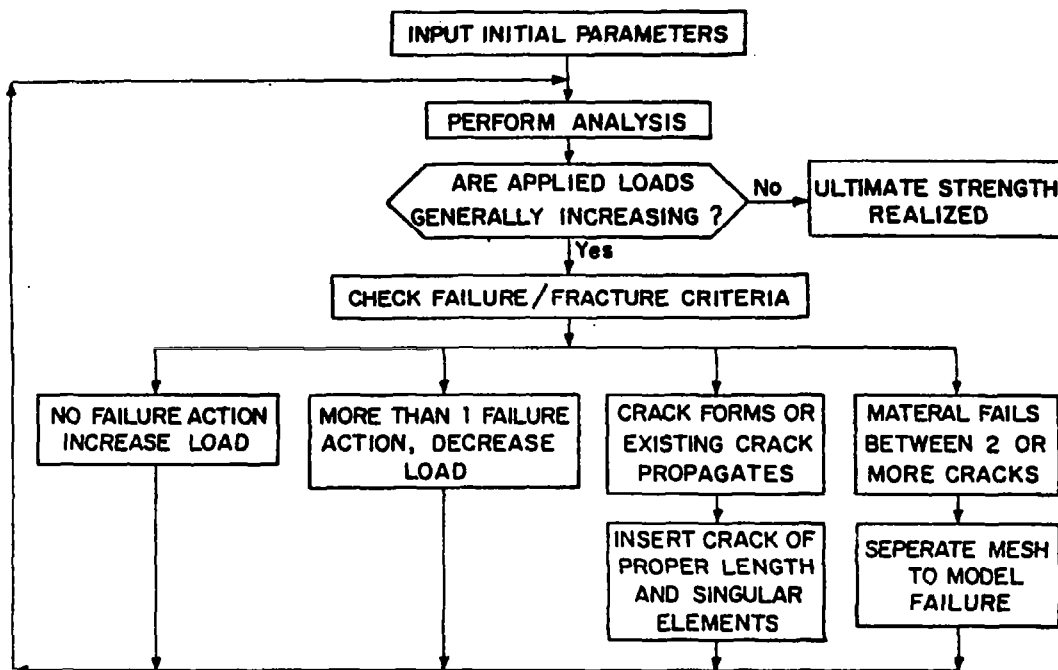 INPUT INITIAL PARAMETERS
PERFORM ANALYSIS
ARE APPLIED LOADS
GENERALLY INCREASING ?
No
ULTIMATE STRENGTH
REALIZED
Yes
CHECK FAILURE/FRACTURE CRITERIA
NO FAILURE ACTION
INCREASE LOAD
MORE THAN 1 FAILURE
ACTION, DECREASE
LOAD
CRACK FORMS OR
EXISTING CRACK
PROPAGATES
MATERAL FAILS
BETWEEN 2 OR
MORE CRACKS
INSERT CRACK OF
PROPER LENGTH
AND SINGULAR
ELEMENTS
SEPERATE MESH
TO MODEL
FAILURE